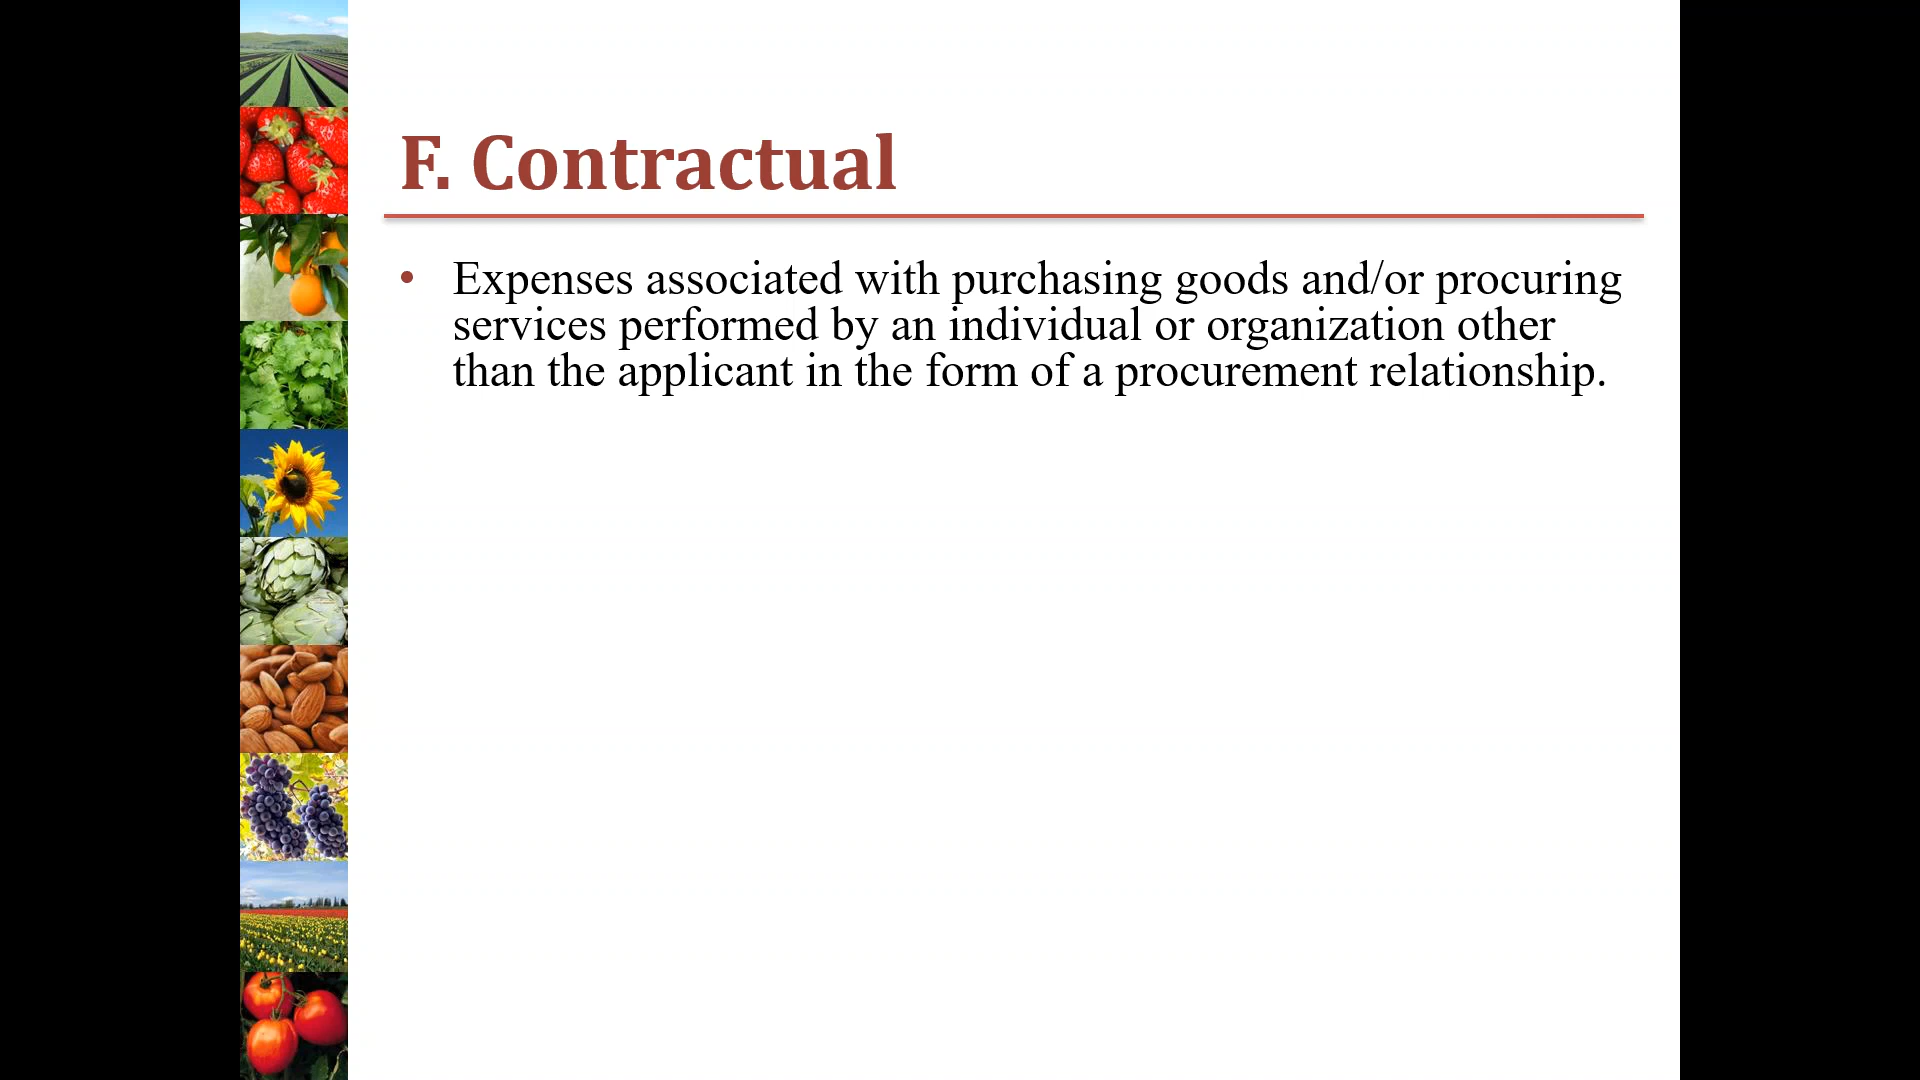 F. Contractual
• Expenses associated with purchasing goods and/or procuring
services performed by an individual or organization other
than the applicant in the form of a procurement relationship.